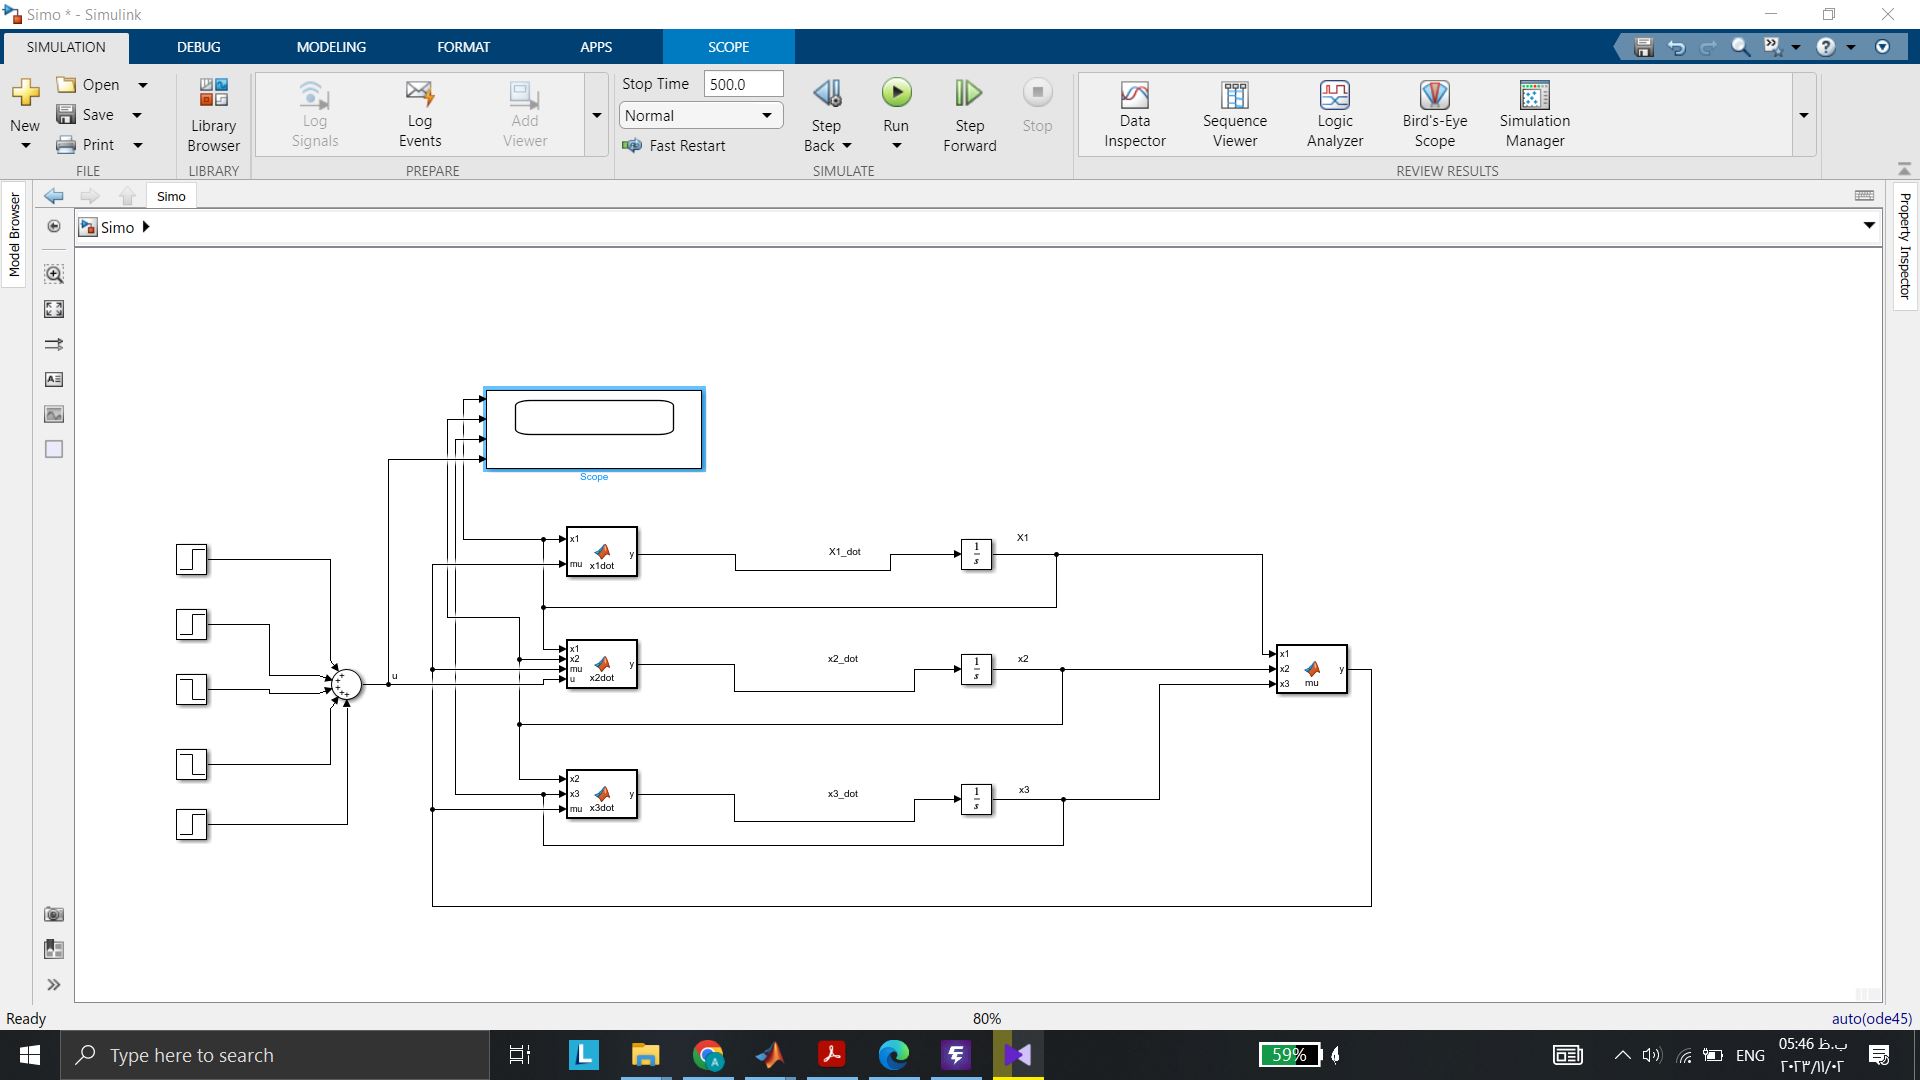 Simo * - Simulink
SIMULATION DEBUG MODELING FORMAT APPS SCOPE
New
Open
Save
Print
FILE
Library Browser
LIBRARY
Log Signals
Log Events
Add Viewer
PREPARE
Stop Time 500.0
Normal
Fast Restart
Step Back
Run
Step Forward
Stop
SIMULATE
Data Inspector
Sequence Viewer
Logic Analyzer
Bird's-Eye Scope
Simulation Manager
REVIEW RESULTS
Model Browser
Property Inspector
Simo
Simo
Scope
x1
mu
x1dot
y
X1_dot
1
s
X1
x1
x2
mu
u
x2dot
y
x2_dot
1
s
x2
u
x1
x2
x3
mu
y
x2
x3
mu
x3dot
y
x3_dot
1
s
x3
Ready
80%
auto(ode45)
Type here to search
59%
ENG
05:46 ب.ظ
۲۰۲۳/۱۱/۰۲